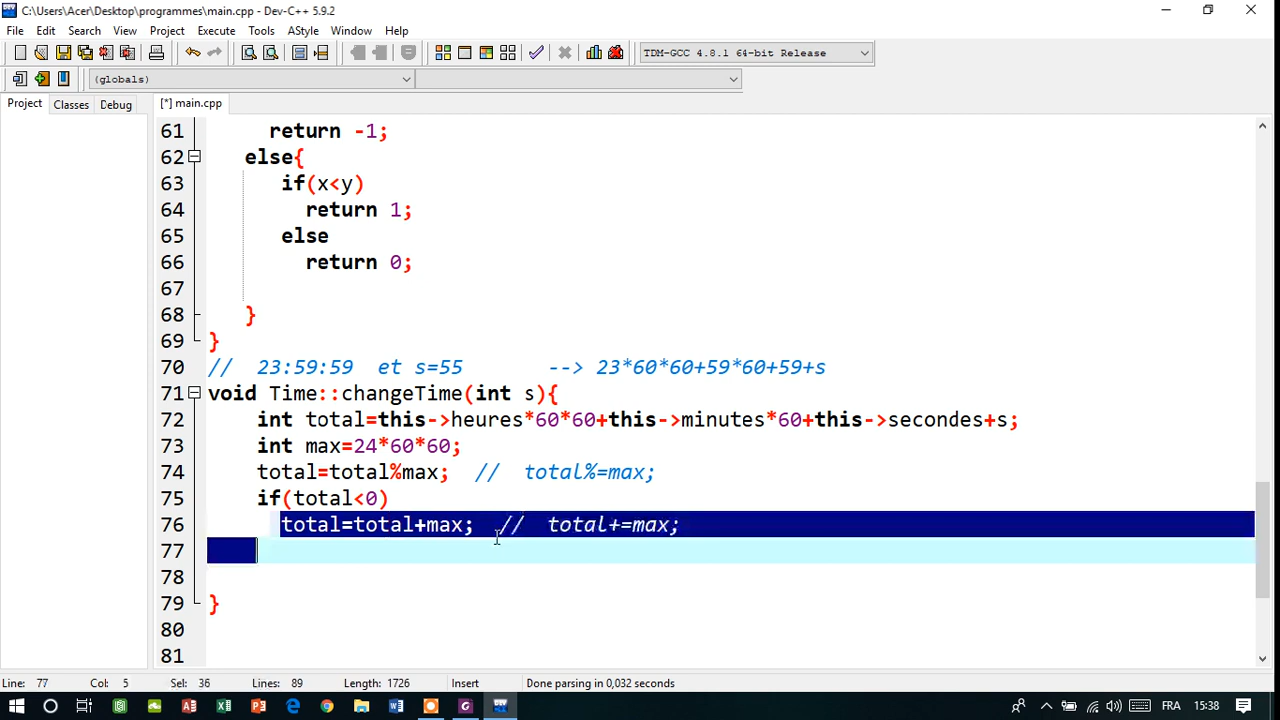 C:\Users\Acer\Desktop\programmes\main.cpp - Dev-C++ 5.9.2
File Edit Search View Project Execute Tools AStyle Window Help
TDM-GCC 4.8.1 64-bit Release
(globals)
Project Classes Debug [*] main.cpp
61 return -1;
62 else{
63 if(x<y)
64 return 1;
65 else
66 return 0;
67
68 }
69 }
70 // 23:59:59 et s=55 --> 23*60*60+59*60+59+s
71 void Time::changeTime(int s){
72 int total=this->heures*60*60+this->minutes*60+this->secondes+s;
73 int max=24*60*60;
74 total=total%max; // total%=max;
75 if(total<0)
76 total=total+max; // total+=max;
77
78
79 }
80
81
Line: 77 Col: 5 Sel: 36 Lines: 89 Length: 1726 Insert Done parsing in 0,032 seconds
FRA 15:38